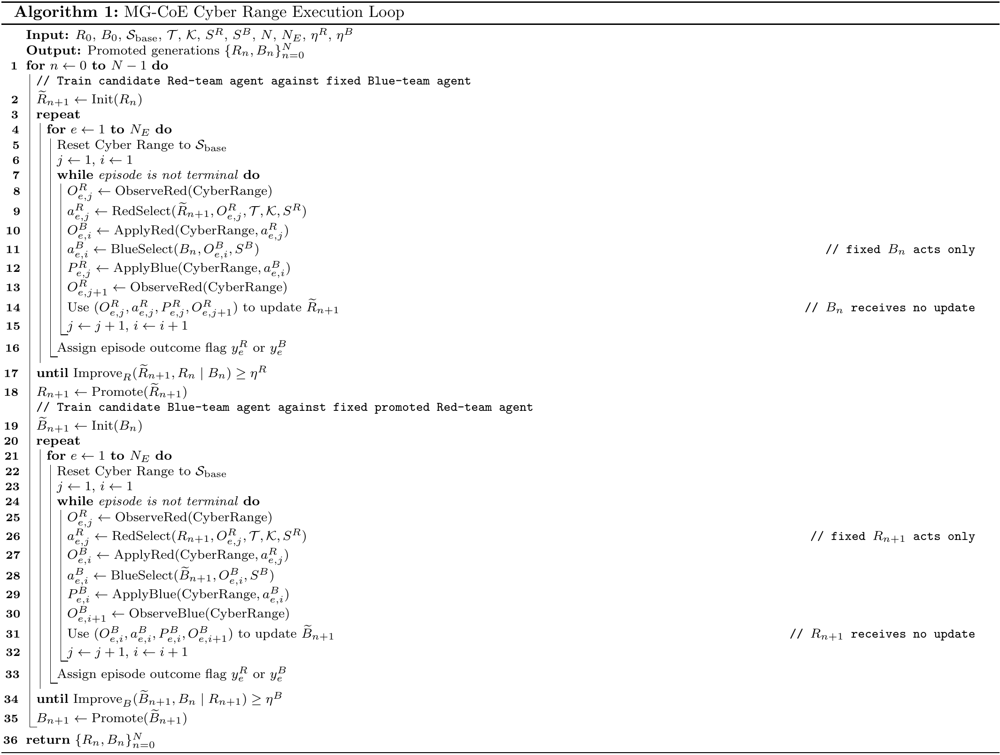 Algorithm 1: MG-CoE Cyber Range Execution Loop
Input: $R_0$, $B_0$, $\mathcal{S}_{\text{base}}$, $\mathcal{T}$, $\mathcal{K}$, $S^R$, $S^B$, $N$, $N_E$, $\eta^R$, $\eta^B$
Output: Promoted generations $\{R_n, B_n\}_{n=0}^{N}$
1 for $n \leftarrow 0$ to $N - 1$ do
// Train candidate Red-team agent against fixed Blue-team agent
2 $\widetilde{R}_{n+1} \leftarrow \text{Init}(R_n)$
3 repeat
4 for $e \leftarrow 1$ to $N_E$ do
5 Reset Cyber Range to $\mathcal{S}_{\text{base}}$
6 $j \leftarrow 1$, $i \leftarrow 1$
7 while episode is not terminal do
8 $O^R_{e,j} \leftarrow \text{ObserveRed}(\text{CyberRange})$
9 $a^R_{e,j} \leftarrow \text{RedSelect}(\widetilde{R}_{n+1}, O^R_{e,j}, \mathcal{T}, \mathcal{K}, S^R)$
10 $O^B_{e,i} \leftarrow \text{ApplyRed}(\text{CyberRange}, a^R_{e,j})$
11 $a^B_{e,i} \leftarrow \text{BlueSelect}(B_n, O^B_{e,i}, S^B)$ // fixed $B_n$ acts only
12 $P^R_{e,j} \leftarrow \text{ApplyBlue}(\text{CyberRange}, a^B_{e,i})$
13 $O^R_{e,j+1} \leftarrow \text{ObserveRed}(\text{CyberRange})$
14 Use $(O^R_{e,j}, a^R_{e,j}, P^R_{e,j}, O^R_{e,j+1})$ to update $\widetilde{R}_{n+1}$ // $B_n$ receives no update
15 $j \leftarrow j + 1$, $i \leftarrow i + 1$
16 Assign episode outcome flag $y^R_e$ or $y^B_e$
17 until $\text{Improve}_R(\widetilde{R}_{n+1}, R_n \mid B_n) \geq \eta^R$
18 $R_{n+1} \leftarrow \text{Promote}(\widetilde{R}_{n+1})$
// Train candidate Blue-team agent against fixed promoted Red-team agent
19 $\widetilde{B}_{n+1} \leftarrow \text{Init}(B_n)$
20 repeat
21 for $e \leftarrow 1$ to $N_E$ do
22 Reset Cyber Range to $\mathcal{S}_{\text{base}}$
23 $j \leftarrow 1$, $i \leftarrow 1$
24 while episode is not terminal do
25 $O^R_{e,j} \leftarrow \text{ObserveRed}(\text{CyberRange})$
26 $a^R_{e,j} \leftarrow \text{RedSelect}(R_{n+1}, O^R_{e,j}, \mathcal{T}, \mathcal{K}, S^R)$ // fixed $R_{n+1}$ acts only
27 $O^B_{e,i} \leftarrow \text{ApplyRed}(\text{CyberRange}, a^R_{e,j})$
28 $a^B_{e,i} \leftarrow \text{BlueSelect}(\widetilde{B}_{n+1}, O^B_{e,i}, S^B)$
29 $P^B_{e,i} \leftarrow \text{ApplyBlue}(\text{CyberRange}, a^B_{e,i})$
30 $O^B_{e,i+1} \leftarrow \text{ObserveBlue}(\text{CyberRange})$
31 Use $(O^B_{e,i}, a^B_{e,i}, P^B_{e,i}, O^B_{e,i+1})$ to update $\widetilde{B}_{n+1}$ // $R_{n+1}$ receives no update
32 $j \leftarrow j + 1$, $i \leftarrow i + 1$
33 Assign episode outcome flag $y^R_e$ or $y^B_e$
34 until $\text{Improve}_B(\widetilde{B}_{n+1}, B_n \mid R_{n+1}) \geq \eta^B$
35 $B_{n+1} \leftarrow \text{Promote}(\widetilde{B}_{n+1})$
36 return $\{R_n, B_n\}_{n=0}^{N}$